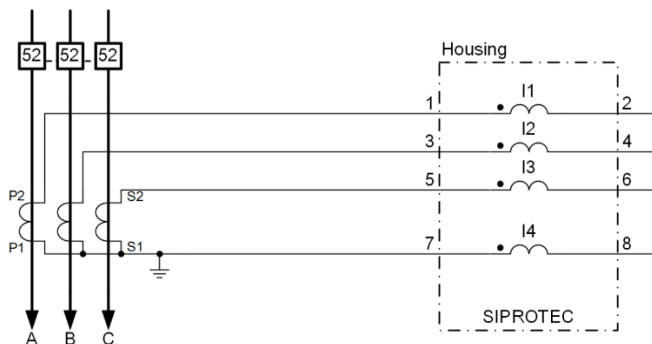 52 52 52
Housing
1 I1 2
3 I2 4
5 I3 6
P2 S2
P1 S1 7 I4 8
SIPROTEC
A B C